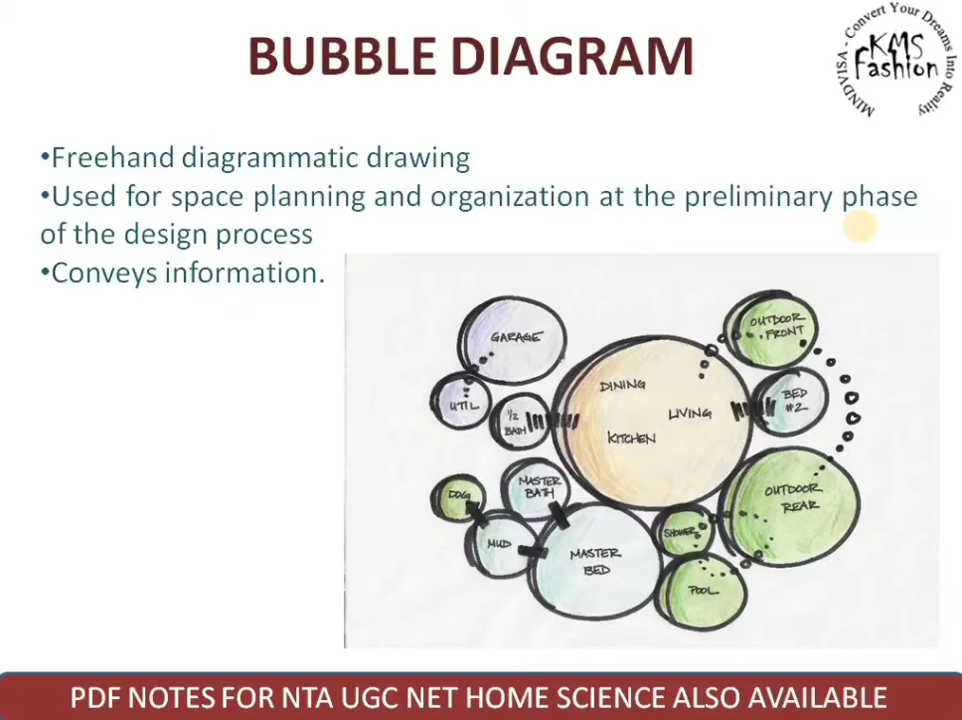 BUBBLE DIAGRAM
MINDVISA - Convert Your Dreams Into Reality
KMS
Fashion
•Freehand diagrammatic drawing
•Used for space planning and organization at the preliminary phase
of the design process
•Conveys information.
GARAGE
OUTDOOR
FRONT
UTIL
1/2
BATH
DINING
LIVING
KITCHEN
BED
#2
DOG
MASTER
BATH
MUD
MASTER
BED
SHOWER
OUTDOOR
REAR
POOL
PDF NOTES FOR NTA UGC NET HOME SCIENCE ALSO AVAILABLE